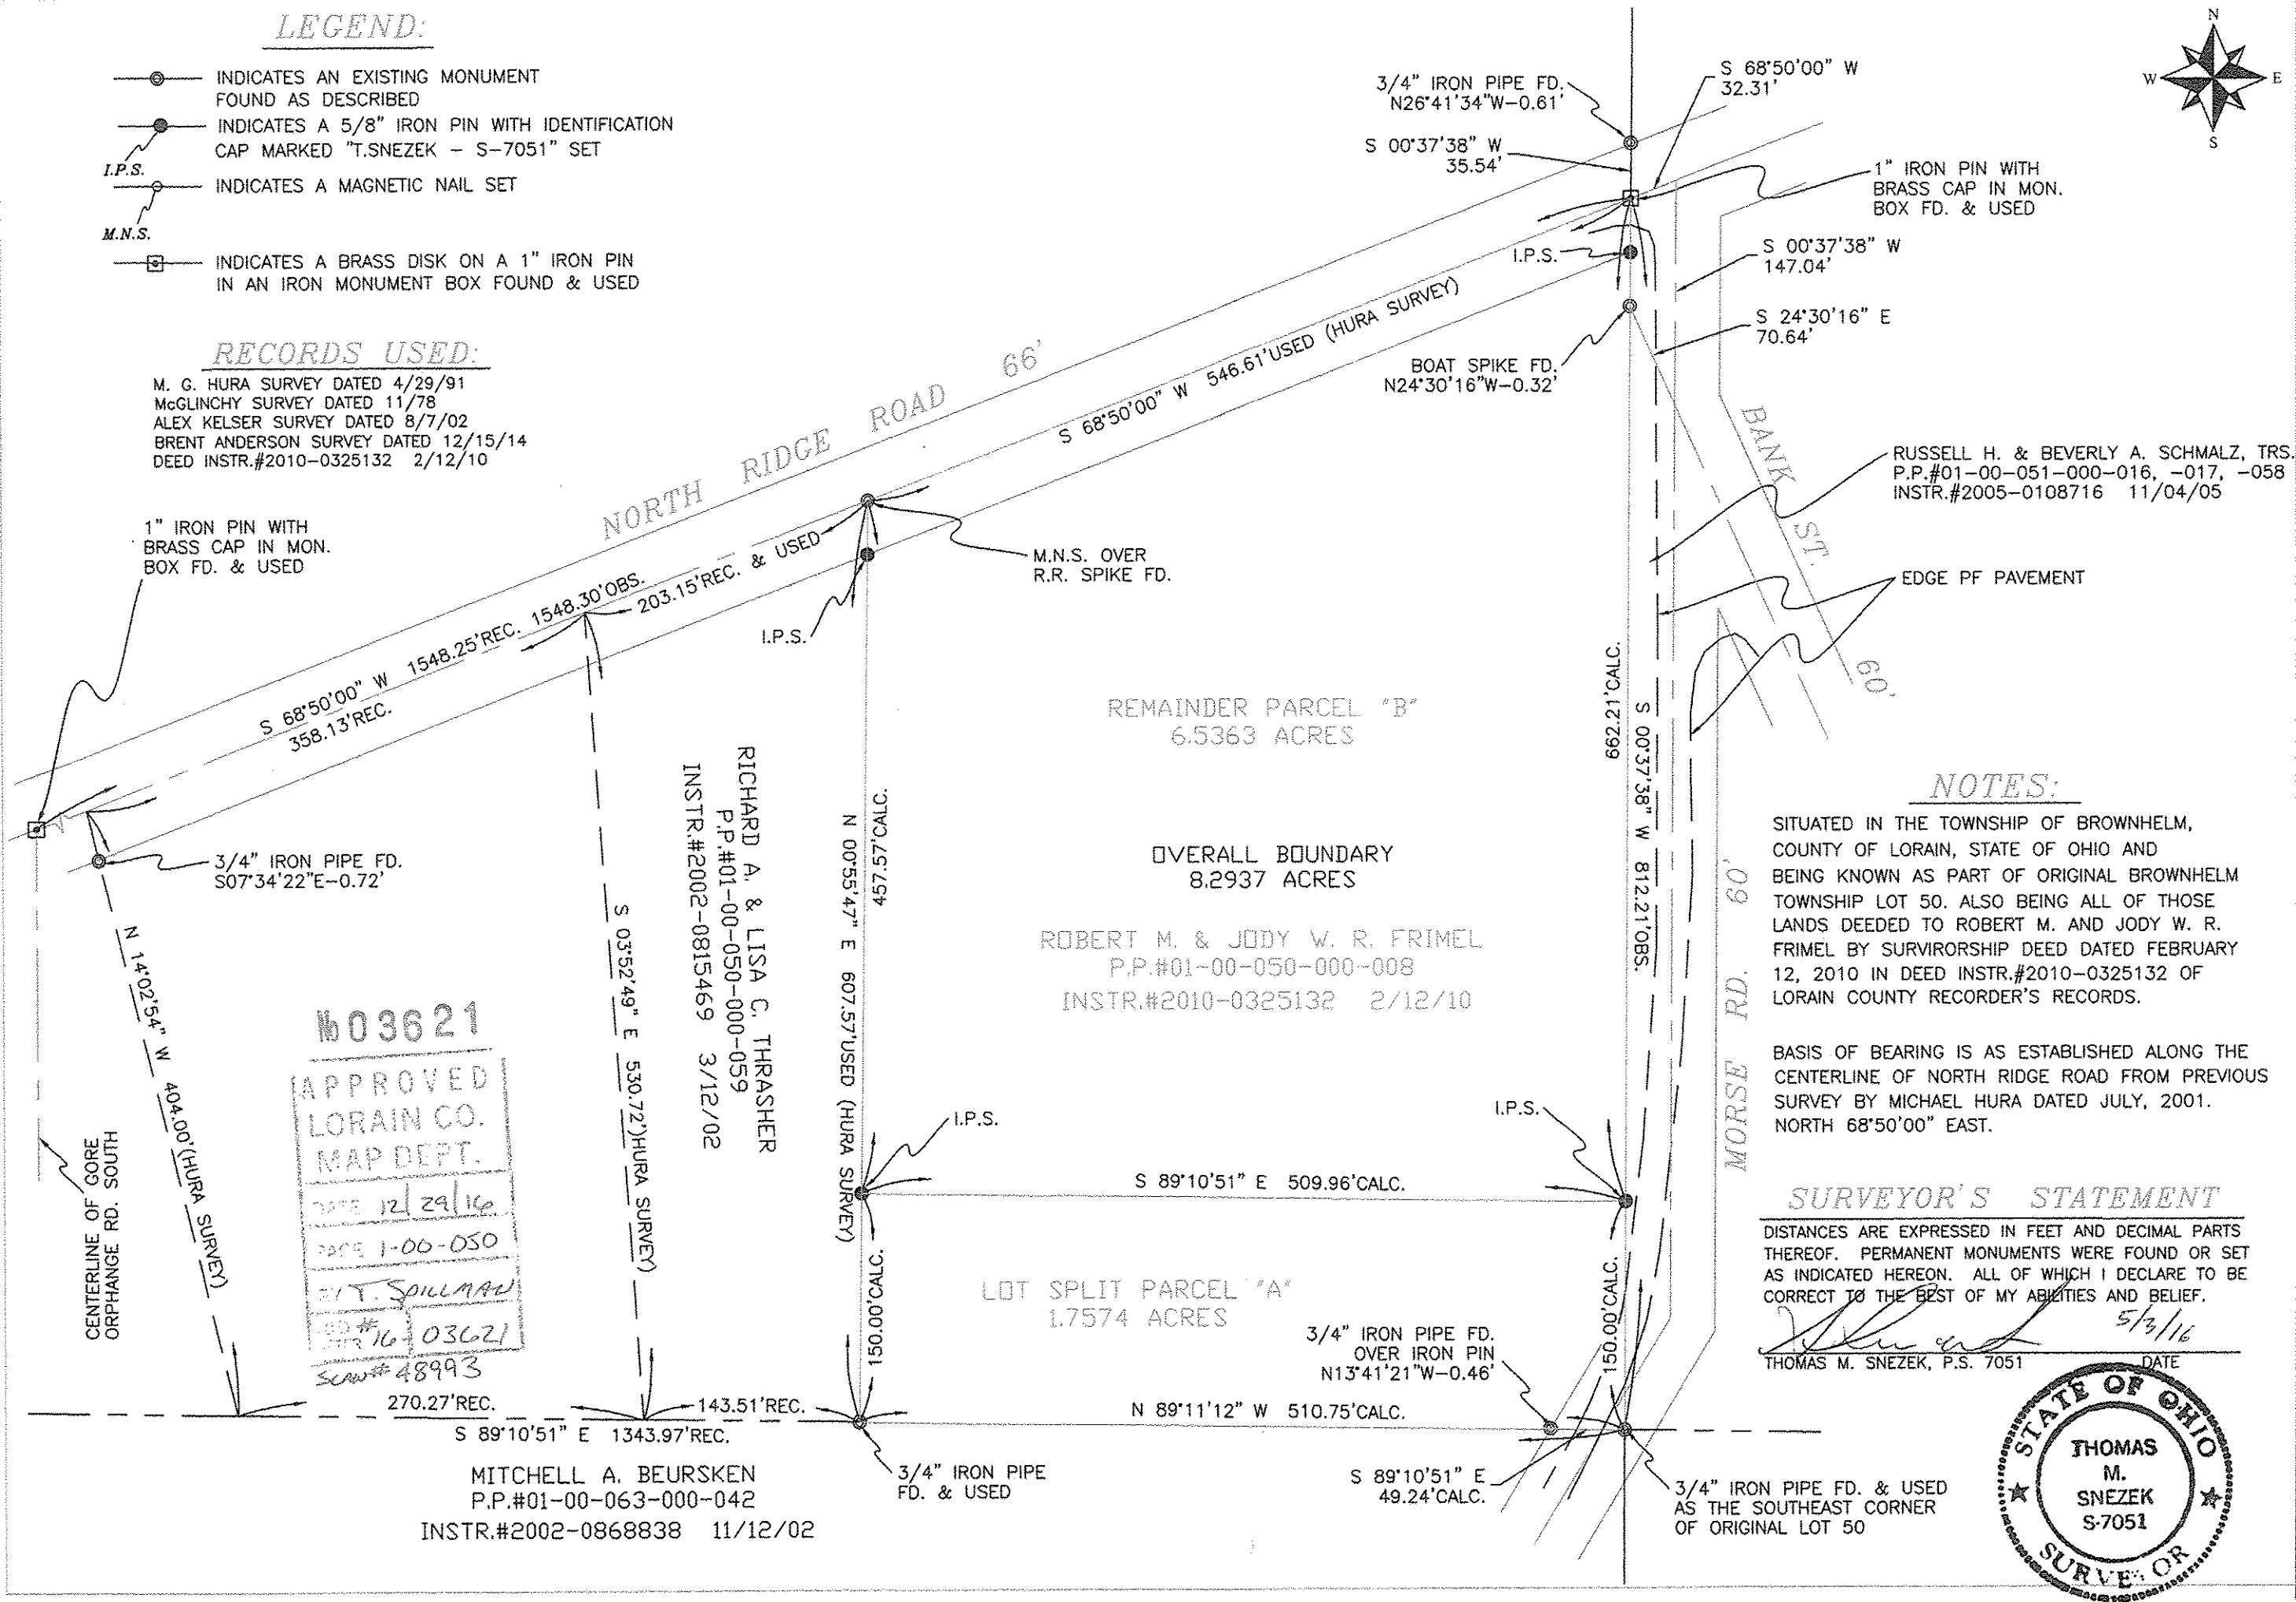 LEGEND:
INDICATES AN EXISTING MONUMENT
FOUND AS DESCRIBED
INDICATES A 5/8" IRON PIN WITH IDENTIFICATION
CAP MARKED "T.SNEZEK - S-7051" SET
I.P.S.
INDICATES A MAGNETIC NAIL SET
M.N.S.
INDICATES A BRASS DISK ON A 1" IRON PIN
IN AN IRON MONUMENT BOX FOUND & USED
RECORDS USED:
M. G. HURA SURVEY DATED 4/29/91
McGLINCHY SURVEY DATED 11/78
ALEX KELSER SURVEY DATED 8/7/02
BRENT ANDERSON SURVEY DATED 12/15/14
DEED INSTR.#2010-0325132 2/12/10
N
W
E
S
3/4" IRON PIPE FD.
N26°41'34"W-0.61'
S 68°50'00" W
32.31'
S 00°37'38" W
35.54'
1" IRON PIN WITH
BRASS CAP IN MON.
BOX FD. & USED
I.P.S.
S 00°37'38" W
147.04'
S 24°30'16" E
70.64'
BOAT SPIKE FD.
N24°30'16"W-0.32'
NORTH RIDGE ROAD 66'
S 68°50'00" W 546.61'USED (HURA SURVEY)
BANK ST. 60'
RUSSELL H. & BEVERLY A. SCHMALZ, TRS.
P.P.#01-00-051-000-016, -017, -058
INSTR.#2005-0108716 11/04/05
EDGE PF PAVEMENT
1" IRON PIN WITH
BRASS CAP IN MON.
BOX FD. & USED
M.N.S. OVER
R.R. SPIKE FD.
I.P.S.
S 68°50'00" W 1548.25'REC. 1548.30'OBS.
358.13'REC.
203.15'REC. & USED
3/4" IRON PIPE FD.
S07°34'22"E-0.72'
N 14°02'54" W 404.00'(HURA SURVEY)
S 03°52'49" E 530.72')HURA SURVEY)
RICHARD A. & LISA C. THRASHER
P.P.#01-00-050-000-059
INSTR.#2002-0815469 3/12/02
457.57'CALC.
N 00°55'47" E 607.57'USED (HURA SURVEY)
REMAINDER PARCEL "B"
6.5363 ACRES
OVERALL BOUNDARY
8.2937 ACRES
ROBERT M. & JODY W. R. FRIMEL
P.P.#01-00-050-000-008
INSTR.#2010-0325132 2/12/10
662.21'CALC.
S 00°37'38" W 812.21'OBS.
MORSE RD. 60'
NOTES:
SITUATED IN THE TOWNSHIP OF BROWNHELM,
COUNTY OF LORAIN, STATE OF OHIO AND
BEING KNOWN AS PART OF ORIGINAL BROWNHELM
TOWNSHIP LOT 50. ALSO BEING ALL OF THOSE
LANDS DEEDED TO ROBERT M. AND JODY W. R.
FRIMEL BY SURVIRORSHIP DEED DATED FEBRUARY
12, 2010 IN DEED INSTR.#2010-0325132 OF
LORAIN COUNTY RECORDER'S RECORDS.
BASIS OF BEARING IS AS ESTABLISHED ALONG THE
CENTERLINE OF NORTH RIDGE ROAD FROM PREVIOUS
SURVEY BY MICHAEL HURA DATED JULY, 2001.
NORTH 68°50'00" EAST.
№03621
APPROVED
LORAIN CO.
MAP DEPT.
DATE 12/29/16
PAGE 1-00-050
BY T. SPILLMAN
# 16- 03621
Scan# 48993
CENTERLINE OF GORE
ORPHANGE RD. SOUTH
I.P.S.
I.P.S.
S 89°10'51" E 509.96'CALC.
150.00'CALC.
LOT SPLIT PARCEL "A"
1.7574 ACRES
150.00'CALC.
3/4" IRON PIPE FD.
OVER IRON PIN
N13°41'21"W-0.46'
270.27'REC.
143.51'REC.
S 89°10'51" E 1343.97'REC.
N 89°11'12" W 510.75'CALC.
MITCHELL A. BEURSKEN
P.P.#01-00-063-000-042
INSTR.#2002-0868838 11/12/02
3/4" IRON PIPE
FD. & USED
S 89°10'51" E
49.24'CALC.
3/4" IRON PIPE FD. & USED
AS THE SOUTHEAST CORNER
OF ORIGINAL LOT 50
SURVEYOR'S STATEMENT
DISTANCES ARE EXPRESSED IN FEET AND DECIMAL PARTS
THEREOF. PERMANENT MONUMENTS WERE FOUND OR SET
AS INDICATED HEREON. ALL OF WHICH I DECLARE TO BE
CORRECT TO THE BEST OF MY ABILITIES AND BELIEF.
5/3/16
THOMAS M. SNEZEK, P.S. 7051 DATE
STATE OF OHIO
THOMAS
M.
SNEZEK
S-7051
SURVEYOR